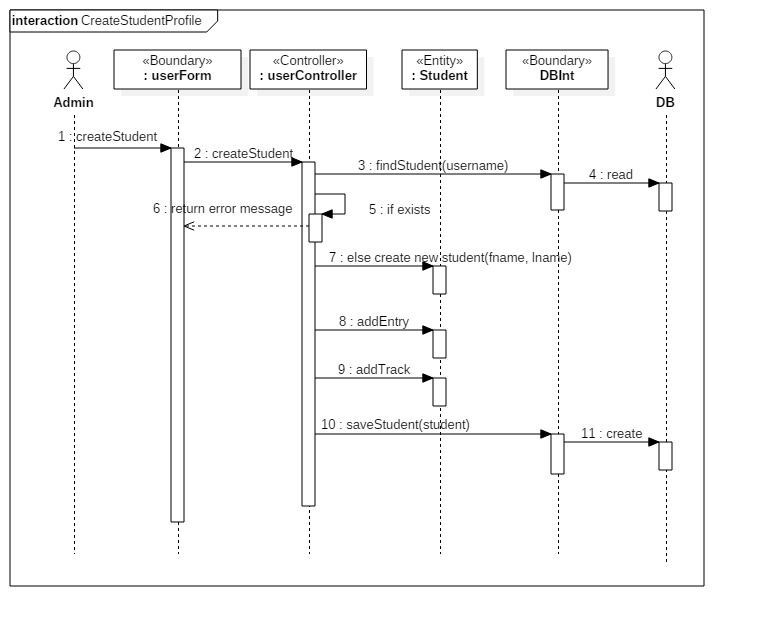 interaction CreateStudentProfile
«Boundary»
: userForm
«Controller»
: userController
«Entity»
: Student
«Boundary»
DBInt
Admin
DB
1 : createStudent
2 : createStudent
3 : findStudent(username)
4 : read
5 : if exists
6 : return error message
7 : else create new student(fname, lname)
8 : addEntry
9 : addTrack
10 : saveStudent(student)
11 : create